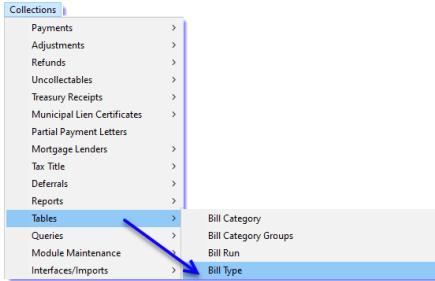 Collections
Payments
Adjustments
Refunds
Uncollectables
Treasury Receipts
Municipal Lien Certificates
Partial Payment Letters
Mortgage Lenders
Tax Title
Deferrals
Reports
Tables
Bill Category
Queries
Bill Category Groups
Module Maintenance
Bill Run
Interfaces/Imports
Bill Type